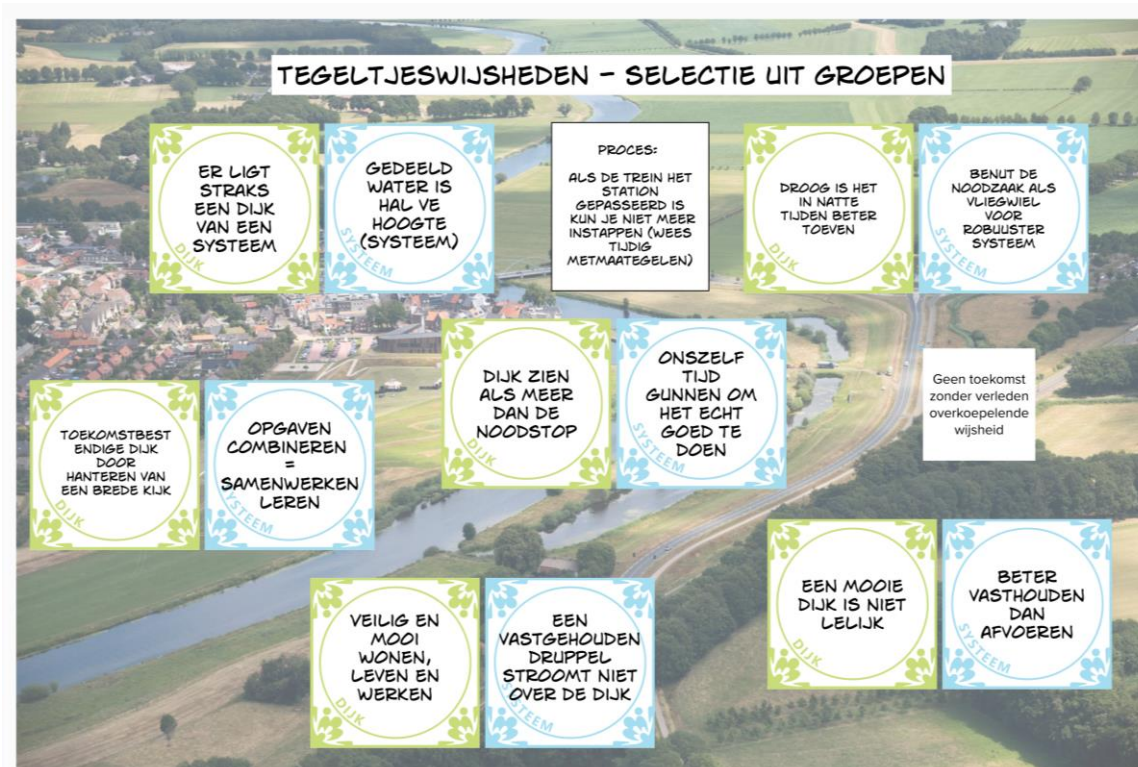 TEGELTJESWIJSHEDEN - SELECTIE UIT GROEPEN
ER LIGT
STRAKS
EEN DIJK
VAN EEN
SYSTEEM
DIJK
GEDEELD
WATER IS
HAL VE
HOOGTE
(SYSTEEM)
SYSTEEM
PROCES:
ALS DE TREIN HET
STATION
GEPASSEERD IS
KUN JE NIET MEER
INSTAPPEN (WEES
TIJDIG
METMAATEGELEN)
DROOG IS HET
IN NATTE
TIJDEN BETER
TOEVEN
DIJK
BENUT DE
NOODZAAK ALS
VLIEGWIEL
VOOR
ROBUUSTER
SYSTEEM
SYSTEEM
DIJK ZIEN
ALS MEER
DAN DE
NOODSTOP
DIJK
ONSZELF
TIJD
GUNNEN OM
HET ECHT
GOED TE
DOEN
SYSTEEM
Geen toekomst
zonder verleden
overkoepelende
wijsheid
TOEKOMSTBEST
ENDIGE DIJK
DOOR
HANTEREN VAN
EEN BREDE KIJK
DIJK
OPGAVEN
COMBINEREN
=
SAMENWERKEN
LEREN
SYSTEEM
VEILIG EN
MOOI
WONEN,
LEVEN EN
WERKEN
DIJK
EEN
VASTGEHOUDEN
DRUPPEL
STROOMT NIET
OVER DE DIJK
SYSTEEM
EEN MOOIE
DIJK IS NIET
LELIJK
DIJK
BETER
VASTHOUDEN
DAN
AFVOEREN
SYSTEEM